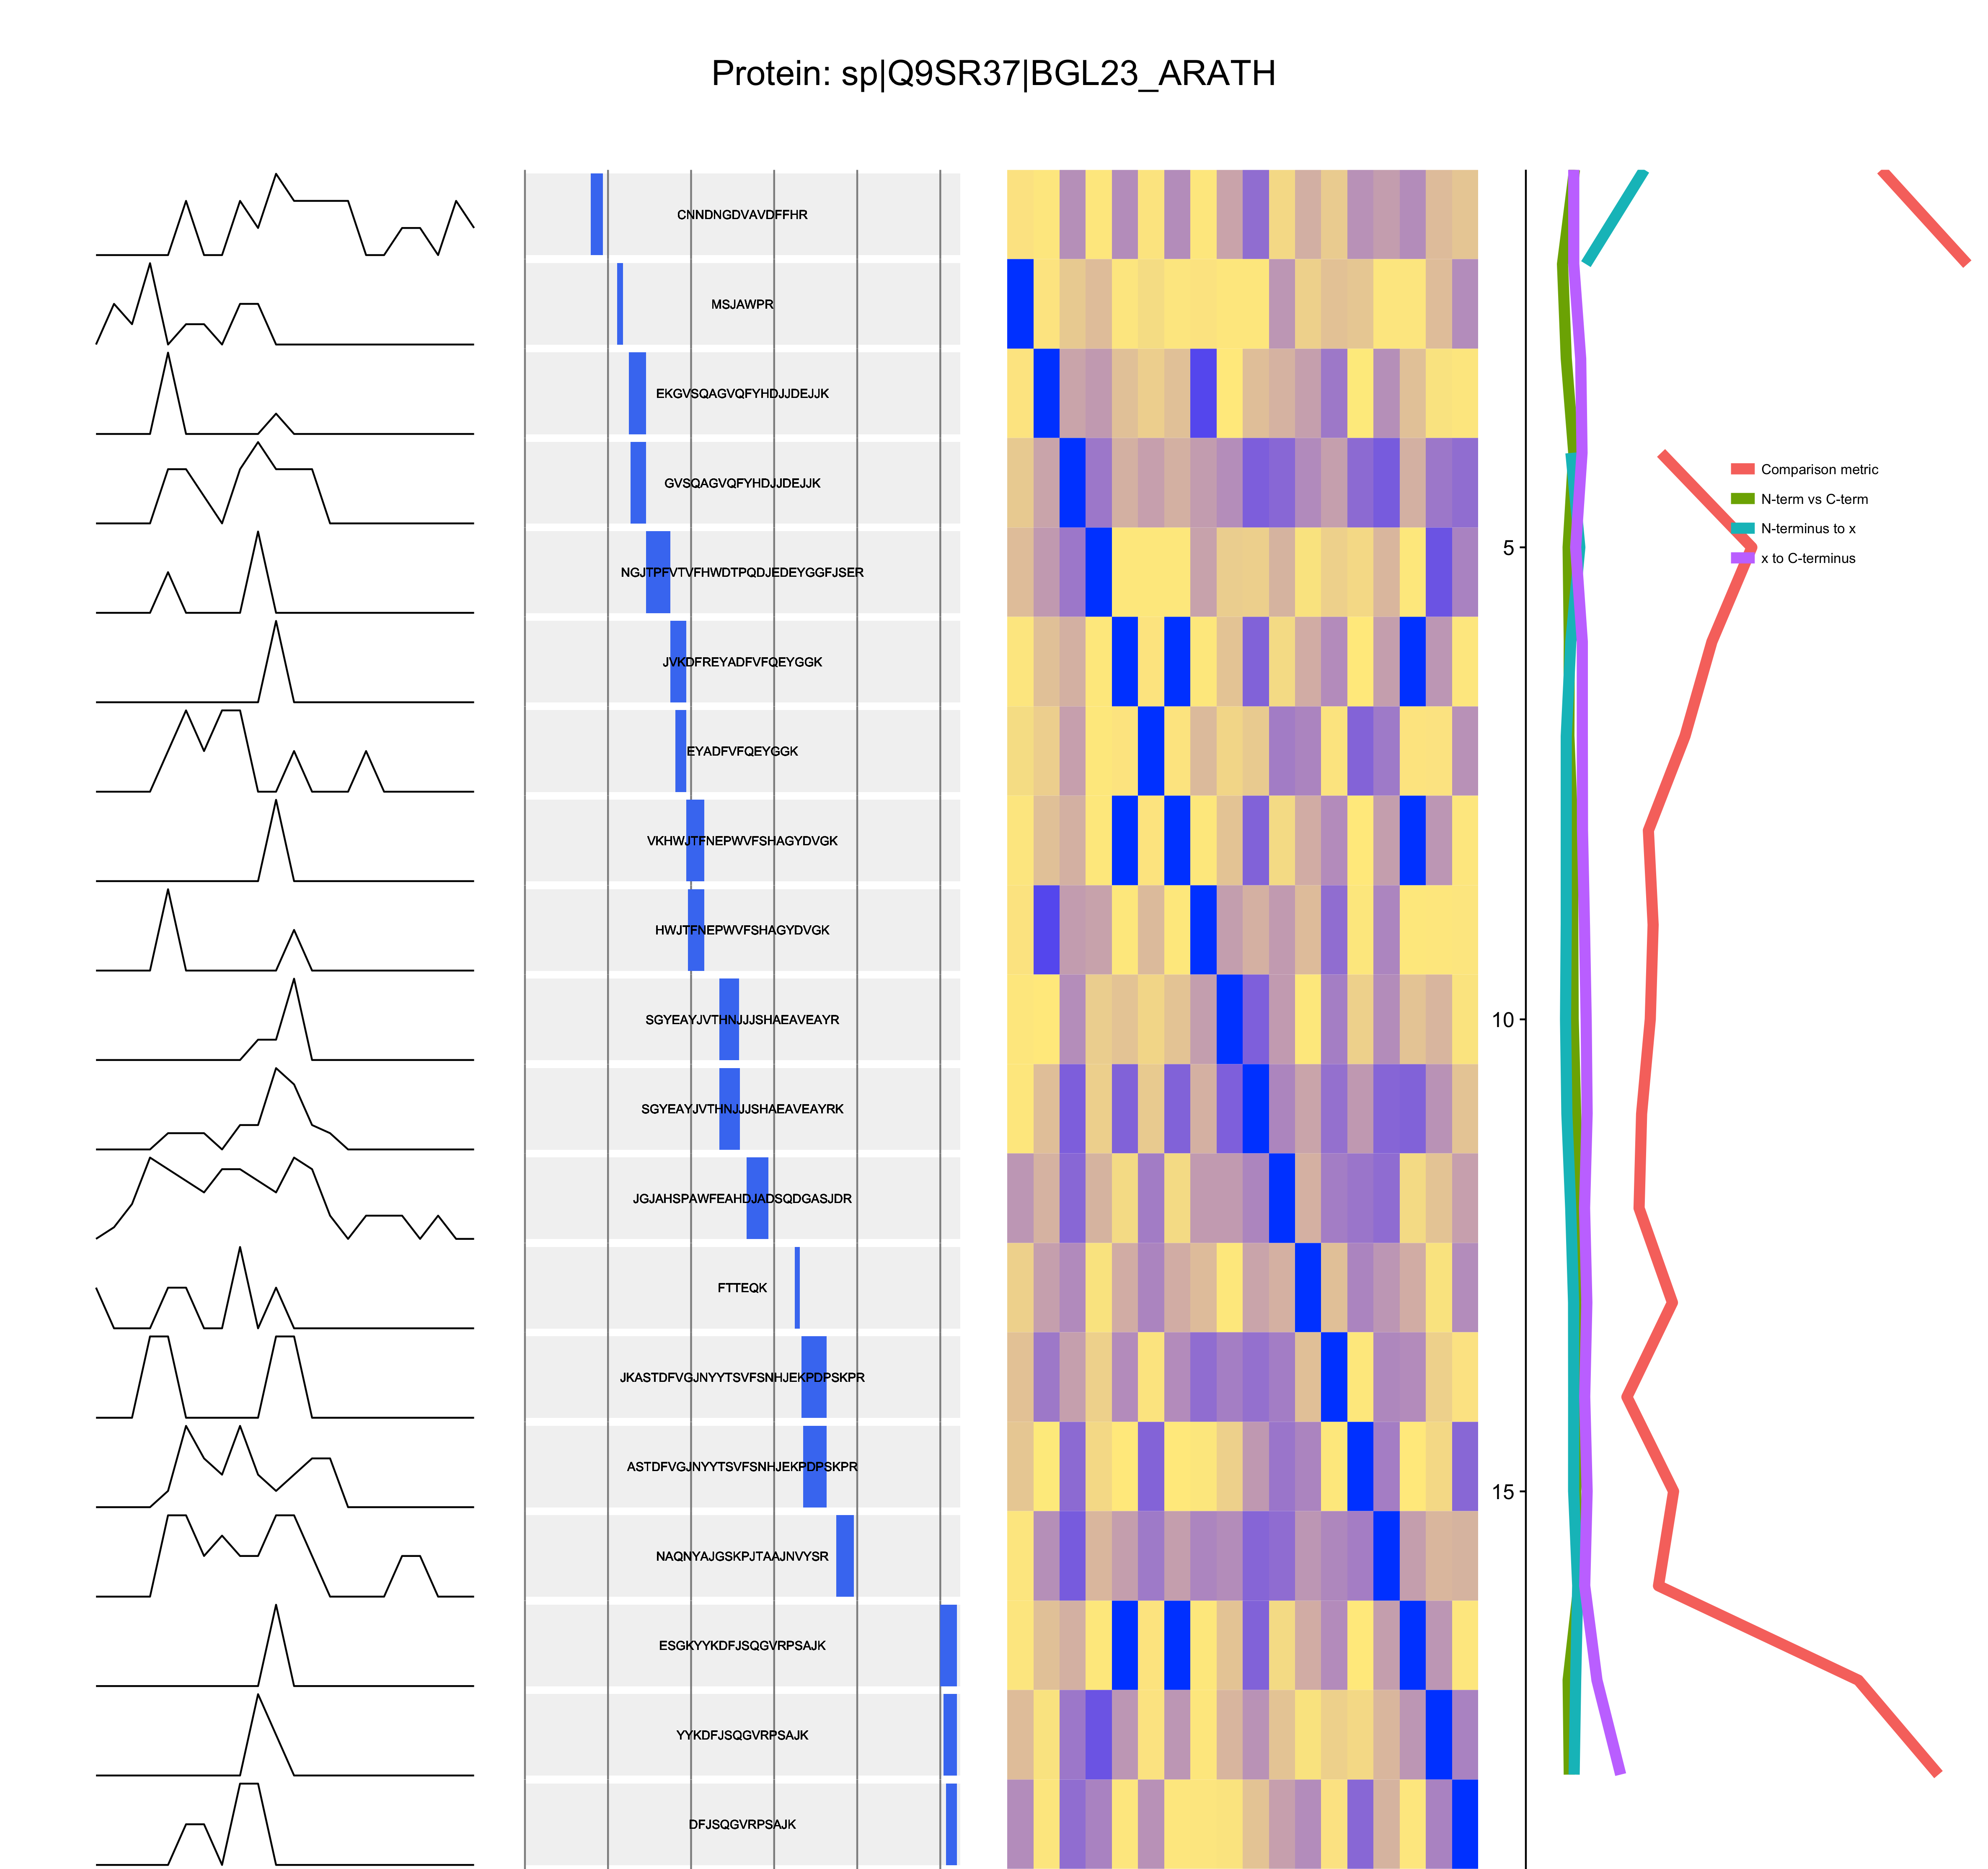 Protein: sp|Q9SR37|BGL23_ARATH
CNNDNGDVAVDFFHR
MSJAWPR
EKGVSQAGVQFYHDJJDEJJK
GVSQAGVQFYHDJJDEJJK
Comparison metric
N-term vs C-term
N-terminus to x
x to C-terminus
5
NGJTPFVTVFHWDTPQDJEDEYGGFJSER
JVKDFREYADFVFQEYGGK
EYADFVFQEYGGK
VKHWJTFNEPWVFSHAGYDVGK
HWJTFNEPWVFSHAGYDVGK
10
SGYEAYJVTHNJJJSHAEAVEAYR
SGYEAYJVTHNJJJSHAEAVEAYRK
JGJAHSPAWFEAHDJADSQDGASJDR
FTTEQK
JKASTDFVGJNYYTSVFSNHJEKPDPSKPR
ASTDFVGJNYYTSVFSNHJEKPDPSKPR
15
NAQNYAJGSKPJTAAJNVYSR
ESGKYYKDFJSQGVRPSAJK
YYKDFJSQGVRPSAJK
DFJSQGVRPSAJK